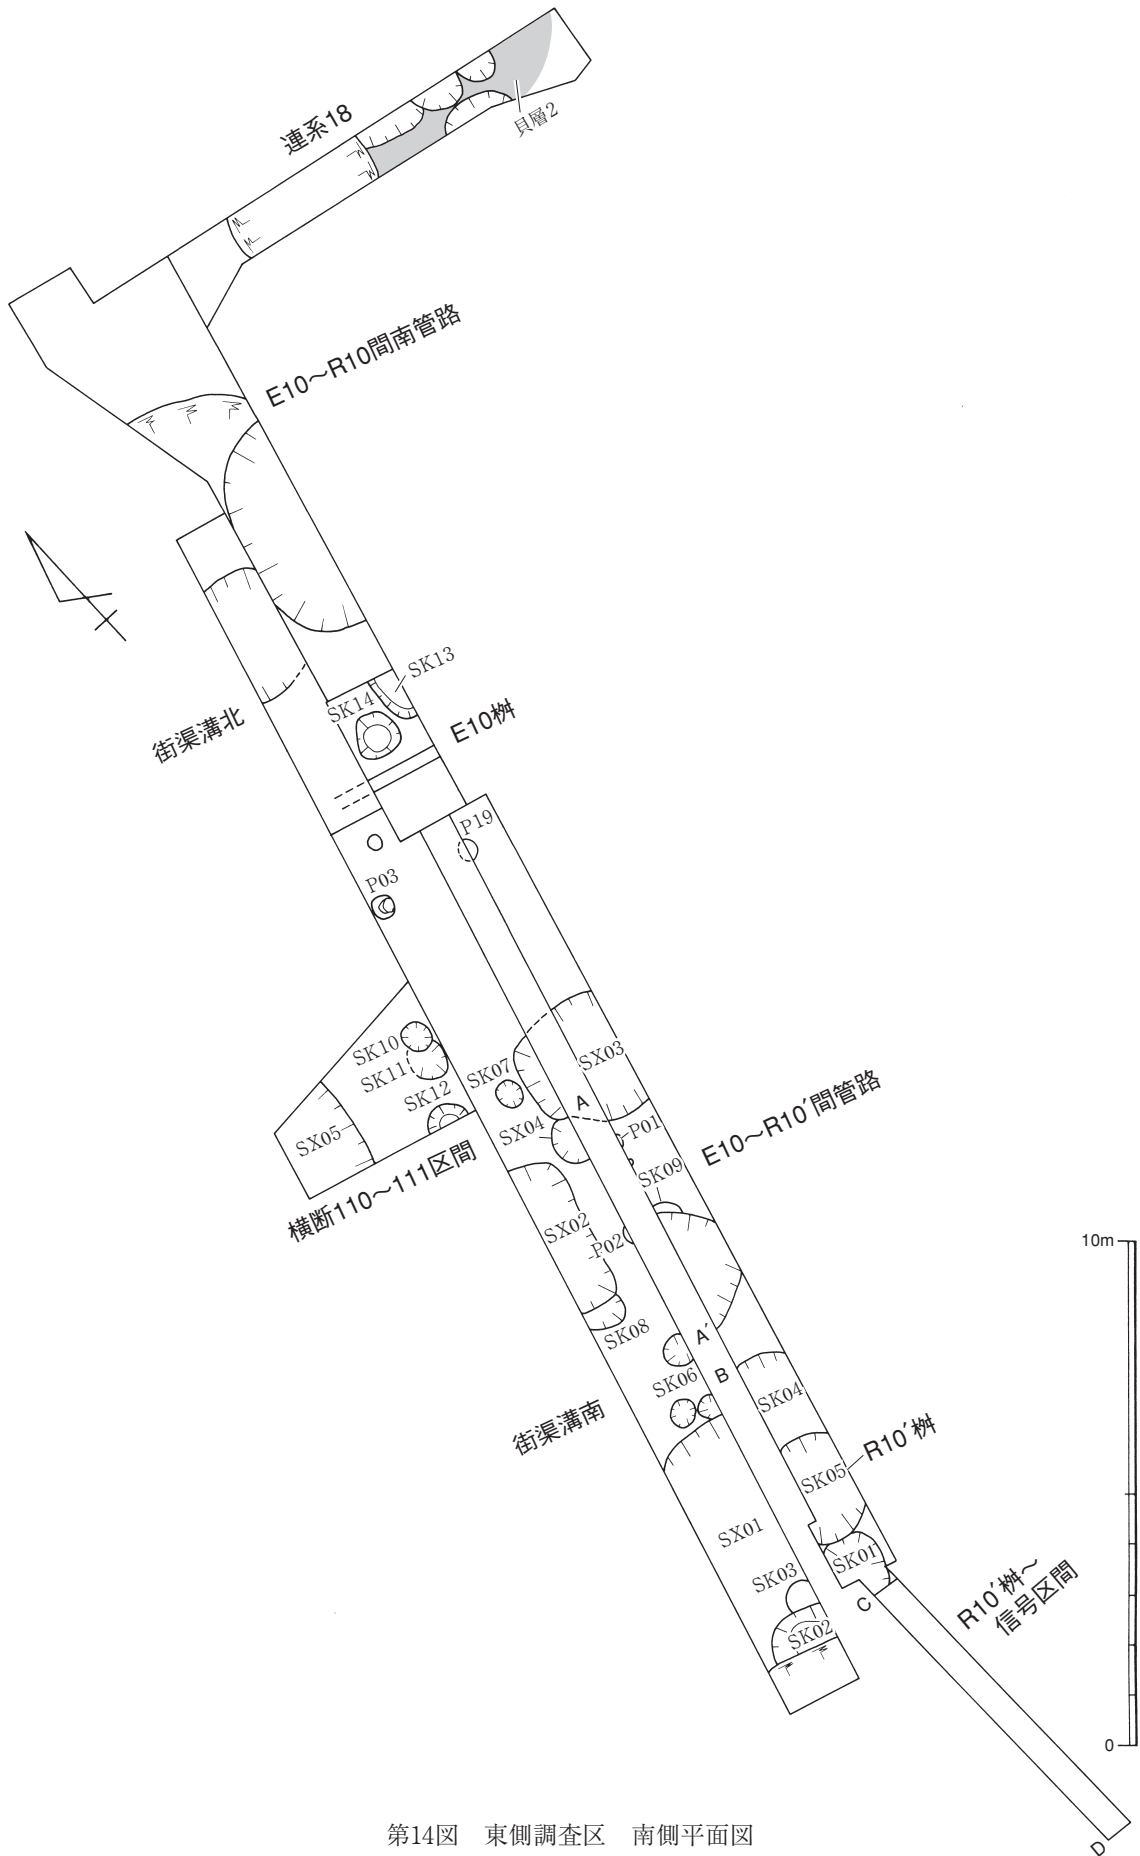 連系18
貝層2
E10～R10間南管路
SK13
SK14
E10桝
街渠溝北
P19
P03
SK10
SK11
SK12
SK07
SX03
A
SX04
P01
SX05
SK09
E10～R10′間管路
横断110～111区間
SX02
P02
10m
SK08
A′
B
SK06
SK04
街渠溝南
R10′桝
SK05
SX01
SK01
SK03
C
R10′桝～
信号区間
SK02
0
D
第14図　東側調査区　南側平面図